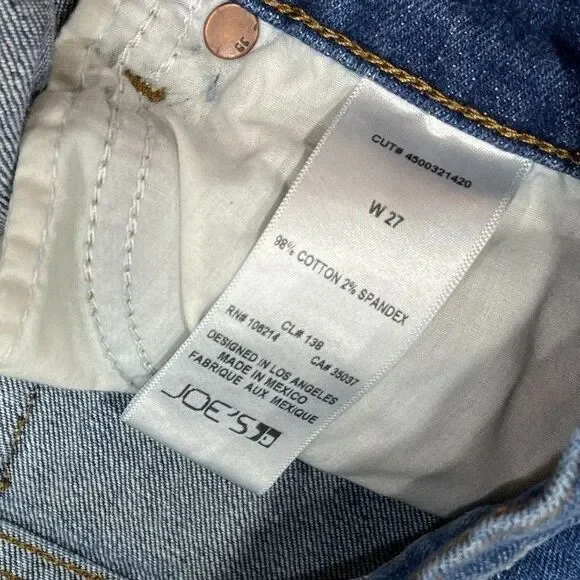 CUT# 4500321420
W 27
98% COTTON 2% SPANDEX
CL# 138
RN# 106214 CA# 35037
DESIGNED IN LOS ANGELES
MADE IN MEXICO
FABRIQUE AUX MEXIQUE
JOE'S